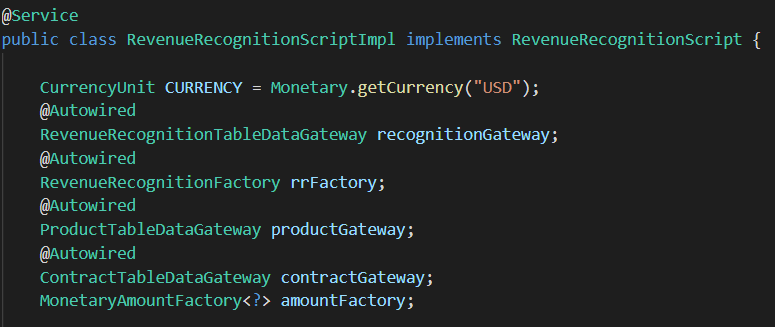 @Service
public class RevenueRecognitionScriptImpl implements RevenueRecognitionScript {
CurrencyUnit CURRENCY = Monetary.getCurrency("USD");
@Autowired
RevenueRecognitionTableDataGateway recognitionGateway;
@Autowired
RevenueRecognitionFactory rrFactory;
@Autowired
ProductTableDataGateway productGateway;
@Autowired
ContractTableDataGateway contractGateway;
MonetaryAmountFactory<?> amountFactory;